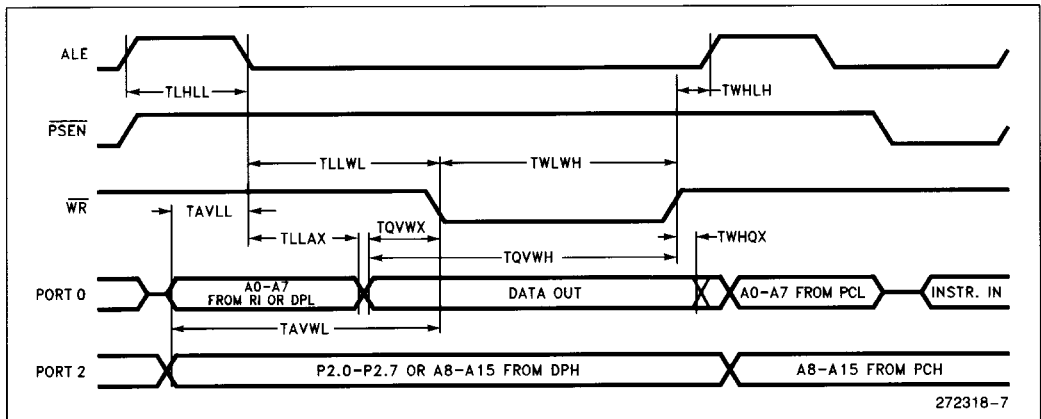 ALE
TLHLL
TWHLH
PSEN
TLLWL
TWLWH
WR
TAVLL
TQVWX
TLLAX
TWHQX
TQVWH
PORT 0
A0-A7
FROM RI OR DPL
DATA OUT
A0-A7 FROM PCL
INSTR. IN
TAVWL
PORT 2
P2.0-P2.7 OR A8-A15 FROM DPH
A8-A15 FROM PCH
272318-7